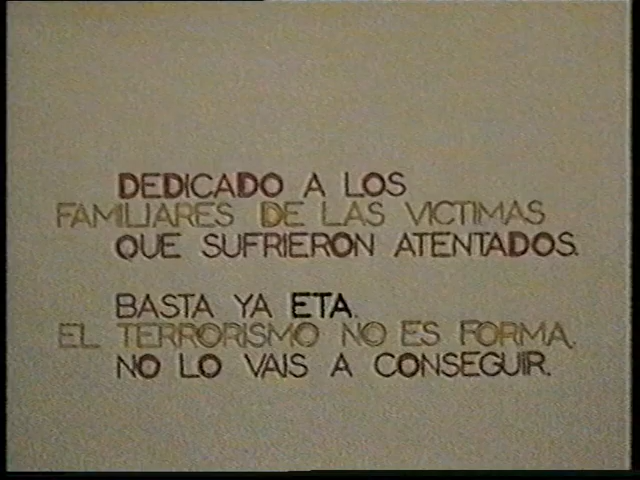 DEDICADO A LOS
FAMILIARES DE LAS VICTIMAS
QUE SUFRIERON ATENTADOS.
BASTA YA ETA.
EL TERRORISMO NO ES FORMA.
NO LO VAIS A CONSEGUIR.